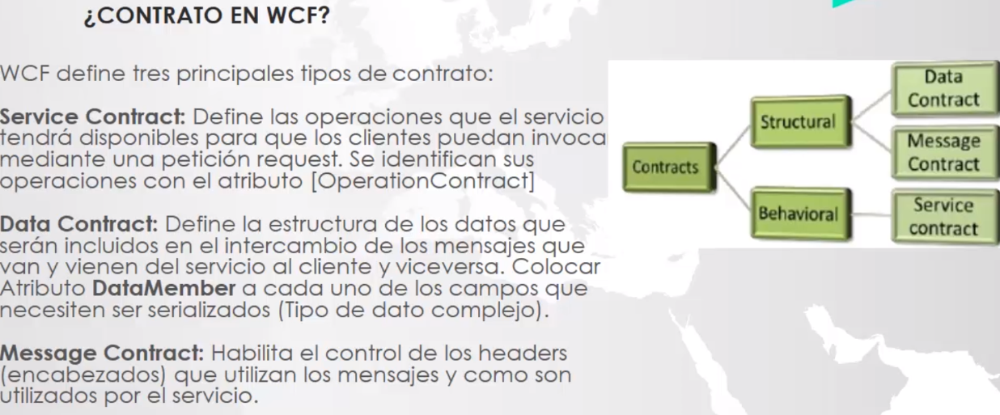 ¿CONTRATO EN WCF?
WCF define tres principales tipos de contrato:
Service Contract: Define las operaciones que el servicio
tendrá disponibles para que los clientes puedan invoca
mediante una petición request. Se identifican sus
operaciones con el atributo [OperationContract]
Data Contract: Define la estructura de los datos que
serán incluidos en el intercambio de los mensajes que
van y vienen del servicio al cliente y viceversa. Colocar
Atributo DataMember a cada uno de los campos que
necesiten ser serializados (Tipo de dato complejo).
Message Contract: Habilita el control de los headers
(encabezados) que utilizan los mensajes y como son
utilizados por el servicio.
Contracts
Structural
Data
Contract
Message
Contract
Behavioral
Service
contract